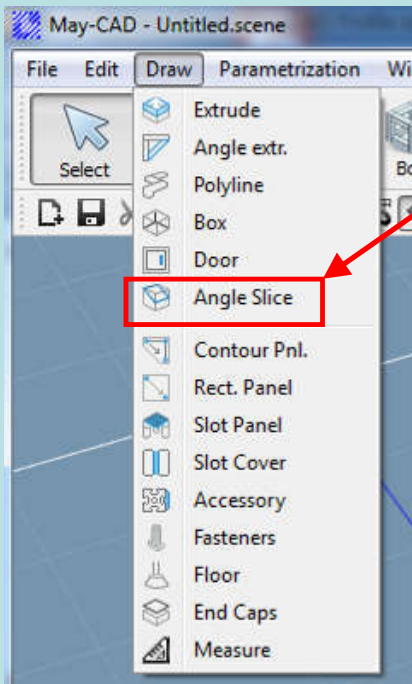 May-CAD - Untitled.scene
File Edit Draw Parametrization
Select
Extrude
Angle extr.
Polyline
Box
Door
Angle Slice
Contour Pnl.
Rect. Panel
Slot Panel
Slot Cover
Accessory
Fasteners
Floor
End Caps
Measure